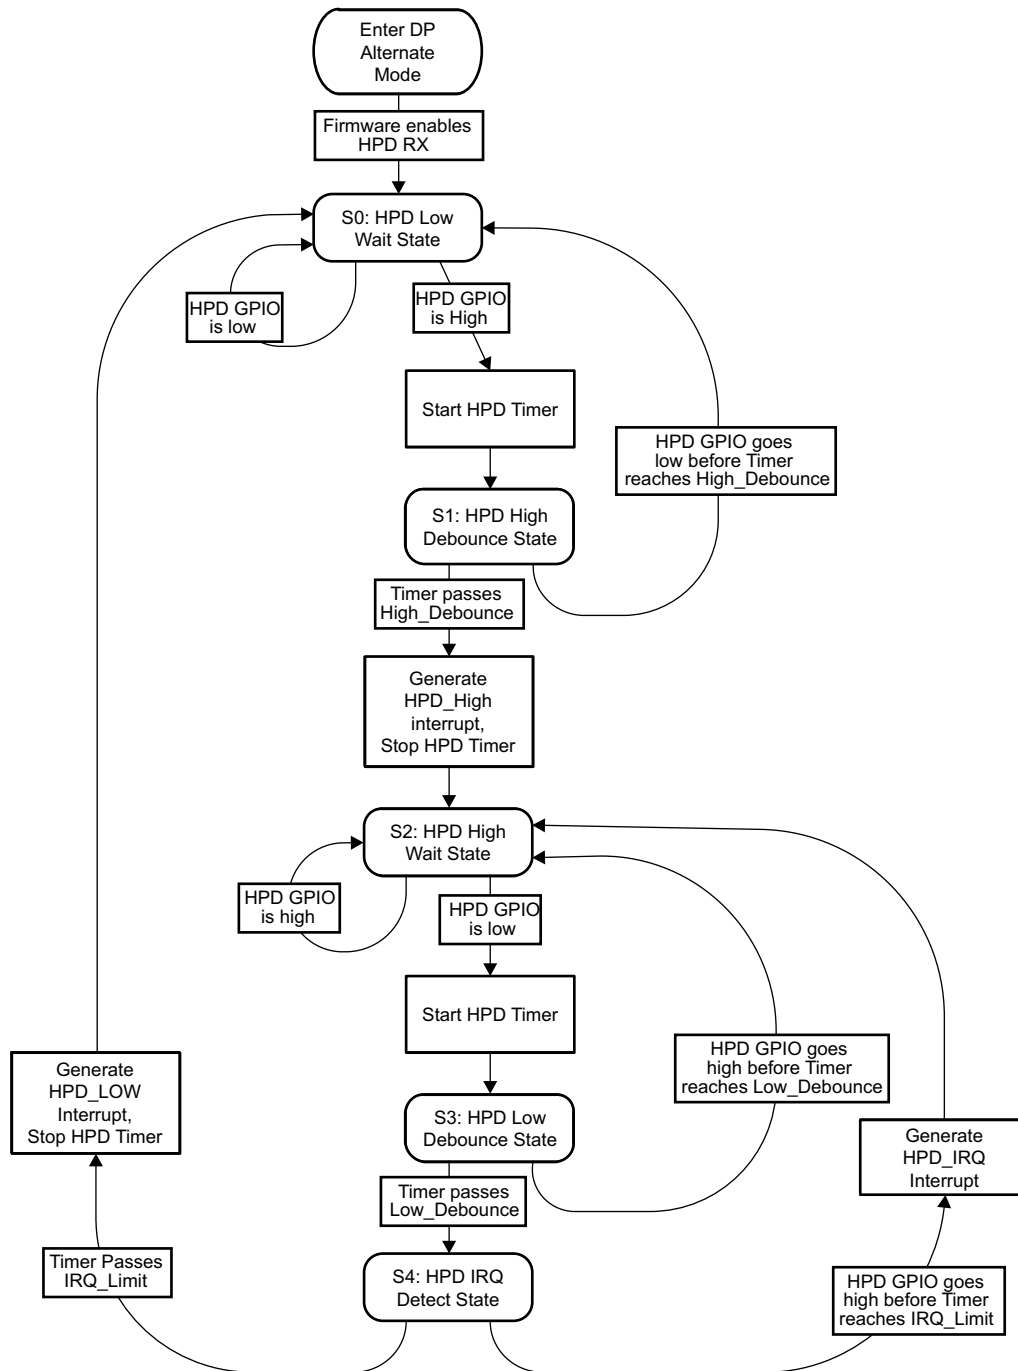 Enter DP
Alternate
Mode
Firmware enables
HPD RX
S0: HPD Low
Wait State
HPD GPIO
is low
HPD GPIO
is High
Start HPD Timer
HPD GPIO goes
low before Timer
reaches High_Debounce
S1: HPD High
Debounce State
Timer passes
High_Debounce
Generate
HPD_High
interrupt,
Stop HPD Timer
S2: HPD High
Wait State
HPD GPIO
is high
HPD GPIO
is low
Start HPD Timer
HPD GPIO goes
high before Timer
reaches Low_Debounce
Generate
HPD_LOW
Interrupt,
Stop HPD Timer
S3: HPD Low
Debounce State
Generate
HPD_IRQ
Interrupt
Timer passes
Low_Debounce
Timer Passes
IRQ_Limit
S4: HPD IRQ
Detect State
HPD GPIO goes
high before Timer
reaches IRQ_Limit